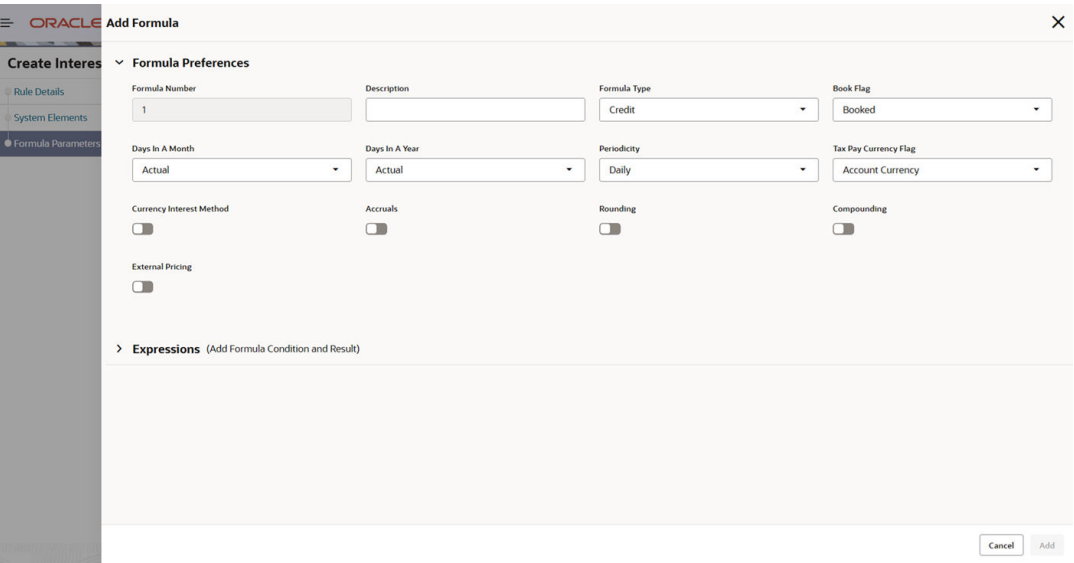 ORACLE
Add Formula
Create Interes
Rule Details
System Elements
Formula Parameters
Formula Preferences
Formula Number Description Formula Type Book Flag
1 Credit Booked
Days In A Month Days In A Year Periodicity Tax Pay Currency Flag
Actual Actual Daily Account Currency
Currency Interest Method Accruals Rounding Compounding
External Pricing
Expressions (Add Formula Condition and Result)
Cancel Add